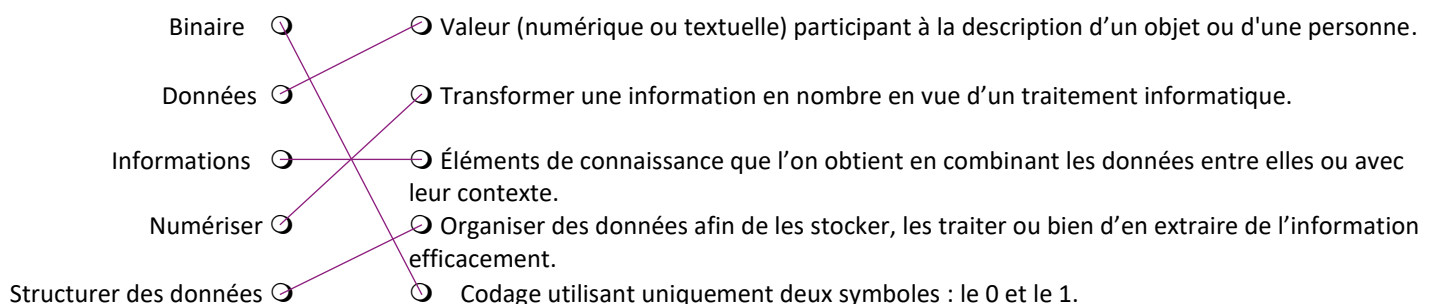 Binaire Valeur (numérique ou textuelle) participant à la description d’un objet ou d'une personne.
Données Transformer une information en nombre en vue d’un traitement informatique.
Informations Éléments de connaissance que l’on obtient en combinant les données entre elles ou avec
leur contexte.
Numériser Organiser des données afin de les stocker, les traiter ou bien d’en extraire de l’information
efficacement.
Structurer des données Codage utilisant uniquement deux symboles : le 0 et le 1.